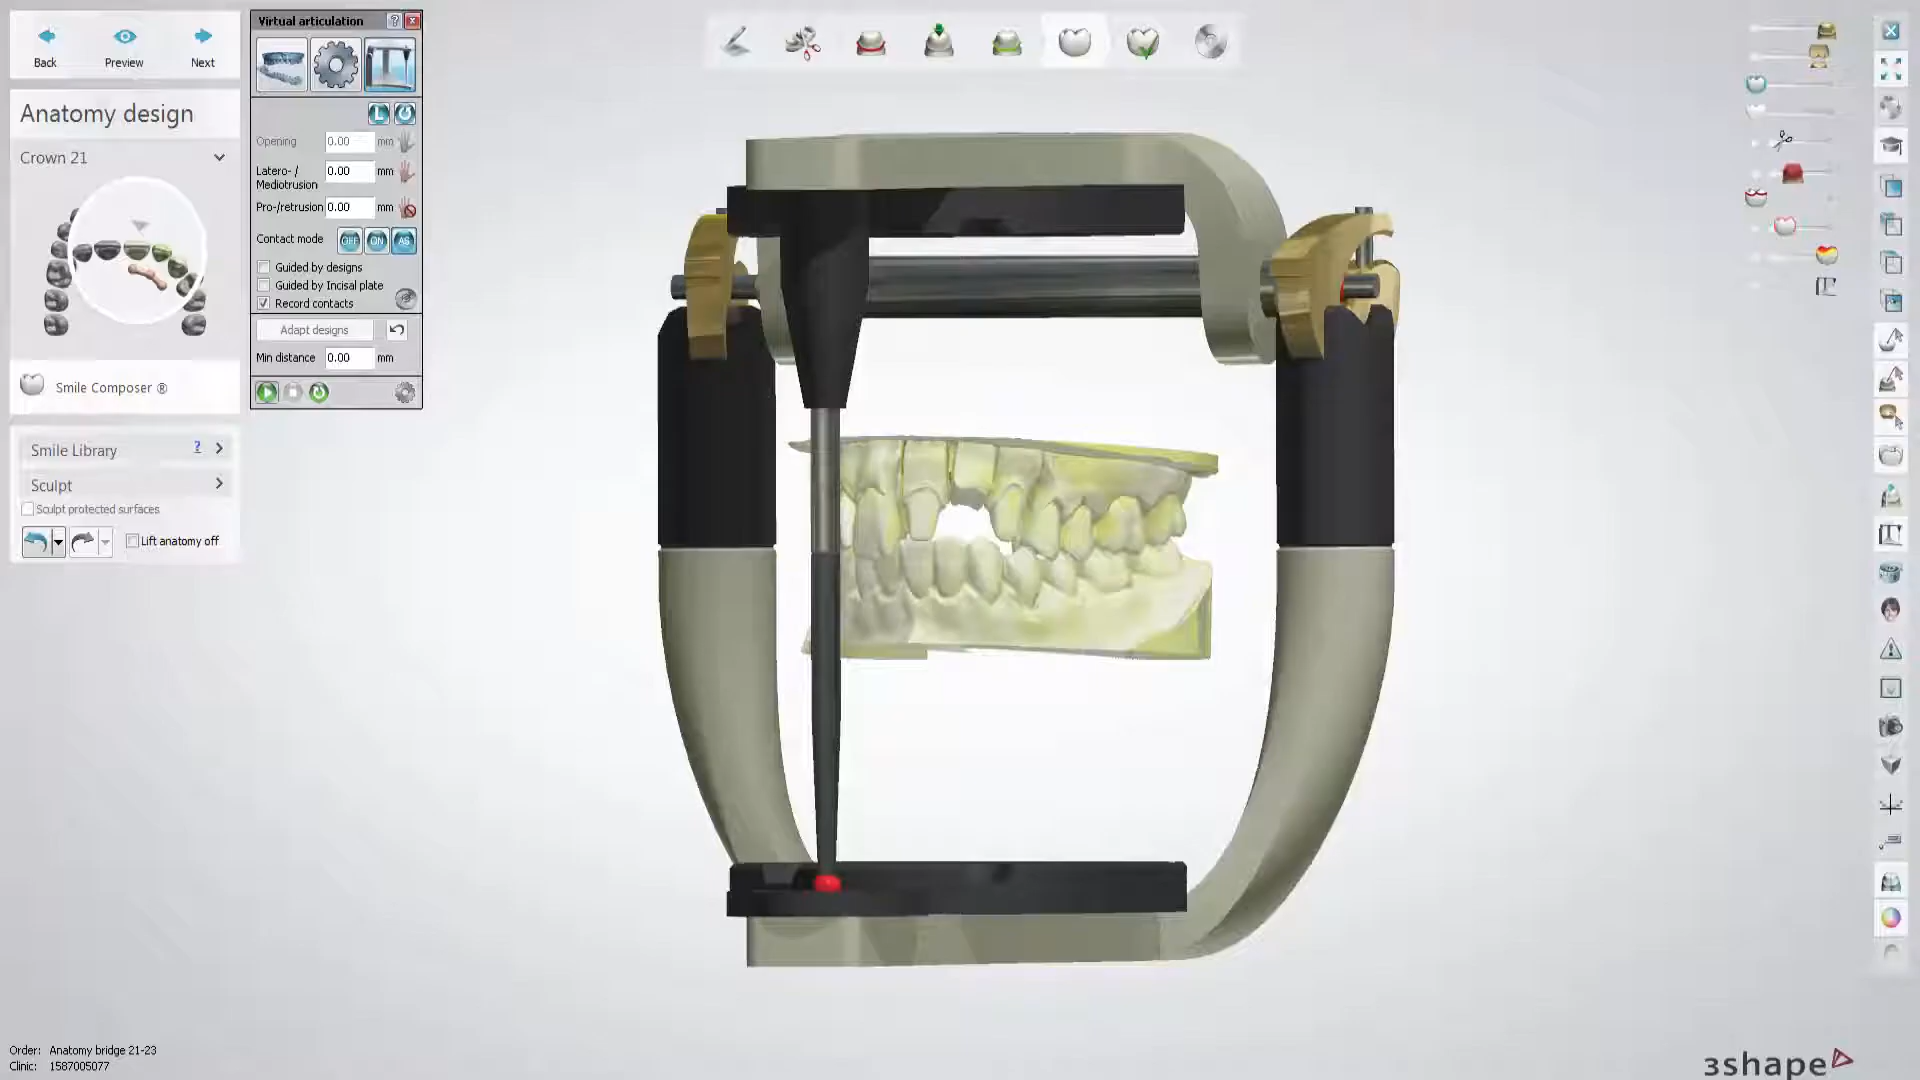 Back
Preview
Next
Anatomy design
Crown 21
Smile Composer ®
Smile Library ?
Sculpt
Sculpt protected surfaces
Lift anatomy off
Virtual articulation ?
L
Opening 0.00 mm
Latero- / Mediotrusion 0.00 mm
Pro-/retrusion 0.00 mm
Contact mode OFF ON AS
Guided by designs
Guided by Incisal plate
Record contacts
Adapt designs
Min distance 0.00 mm
Order: Anatomy bridge 21-23
Clinic: 1587005077
3shape